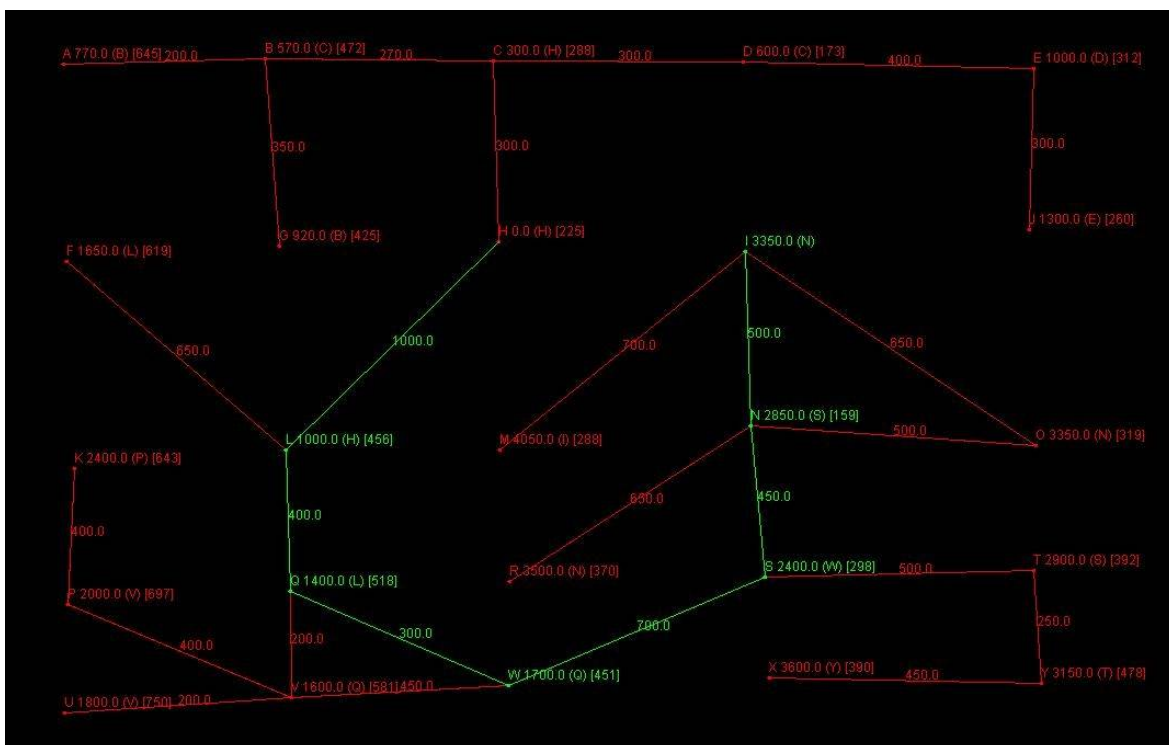 A 770.0 (B) [645]
200.0
B 570.0 (C) [472]
270.0
C 300.0 (H) [288]
300.0
D 600.0 (C) [173]
400.0
E 1000.0 (D) [312]
350.0
300.0
300.0
F 1650.0 (L) [619]
G 920.0 (B) [425]
H 0.0 (H) [225]
I 3350.0 (N)
J 1300.0 (E) [260]
650.0
1000.0
700.0
500.0
650.0
K 2400.0 (P) [643]
L 1000.0 (H) [456]
M 4050.0 (I) [288]
N 2850.0 (S) [159]
500.0
O 3350.0 (N) [319]
400.0
400.0
650.0
450.0
P 2000.0 (V) [697]
Q 1400.0 (L) [518]
R 3500.0 (N) [370]
S 2400.0 (W) [298]
500.0
T 2900.0 (S) [392]
400.0
200.0
300.0
700.0
250.0
U 1800.0 (V) [750]
200.0
V 1600.0 (Q) [581]
450.0
W 1700.0 (Q) [451]
X 3600.0 (Y) [390]
450.0
Y 3150.0 (T) [478]